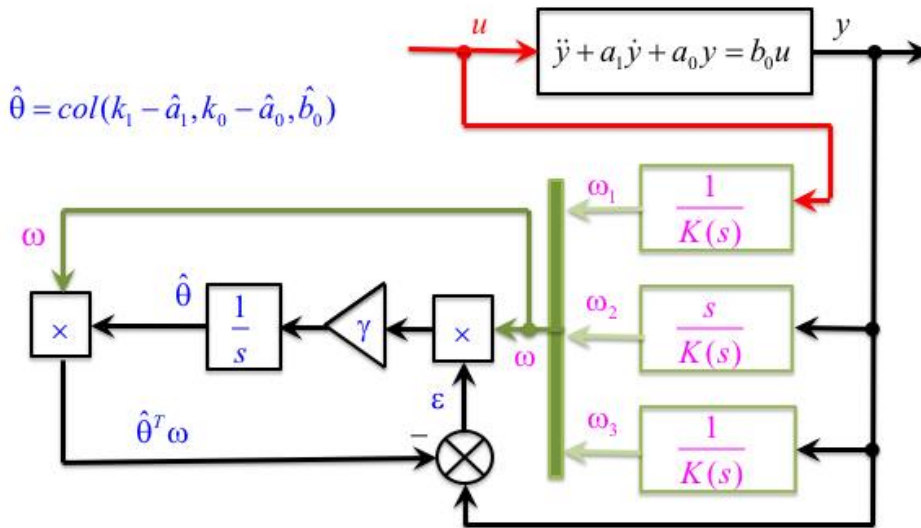 u
ÿ + a₁ẏ + a₀y = b₀u
y
θ̂ = col(k₁ − â₁, k₀ − â₀, b̂₀)
ω₁
1
K(s)
ω
ω₂
s
K(s)
θ̂
×
1
s
γ
×
ω
ε
ω₃
1
K(s)
θ̂ᵀω
−